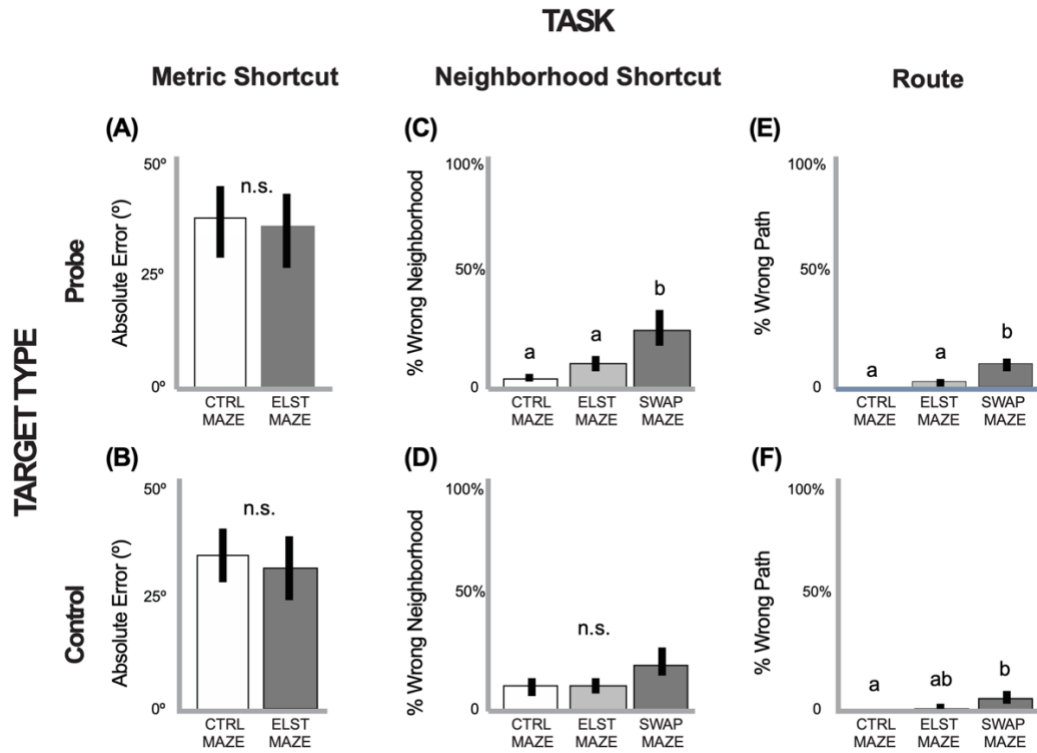 TASK
Metric Shortcut
Neighborhood Shortcut
Route
TARGET TYPE
Probe
(A)
Absolute Error (º)
50º
25º
0º
n.s.
CTRL
MAZE
ELST
MAZE
(C)
% Wrong Neighborhood
100%
50%
0
a
a
b
CTRL
MAZE
ELST
MAZE
SWAP
MAZE
(E)
% Wrong Path
100%
50%
0
a
a
b
CTRL
MAZE
ELST
MAZE
SWAP
MAZE
Control
(B)
Absolute Error (º)
50º
25º
0º
n.s.
CTRL
MAZE
ELST
MAZE
(D)
% Wrong Neighborhood
100%
50%
0
n.s.
CTRL
MAZE
ELST
MAZE
SWAP
MAZE
(F)
% Wrong Path
100%
50%
0
a
ab
b
CTRL
MAZE
ELST
MAZE
SWAP
MAZE